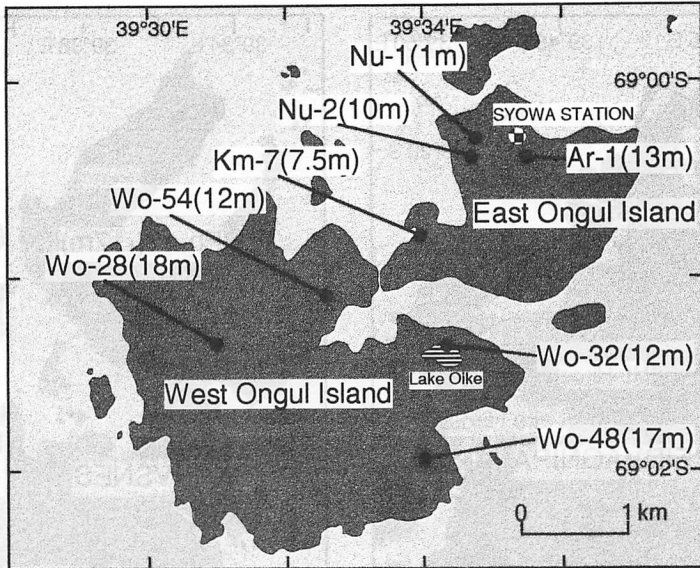 39°30'E
39°34'E
Nu-1(1m)
69°00'S
Nu-2(10m)
SYOWA STATION
Km-7(7.5m)
Ar-1(13m)
Wo-54(12m)
East Ongul Island
Wo-28(18m)
Wo-32(12m)
Lake Oike
West Ongul Island
Wo-48(17m)
69°02'S
0
1 km